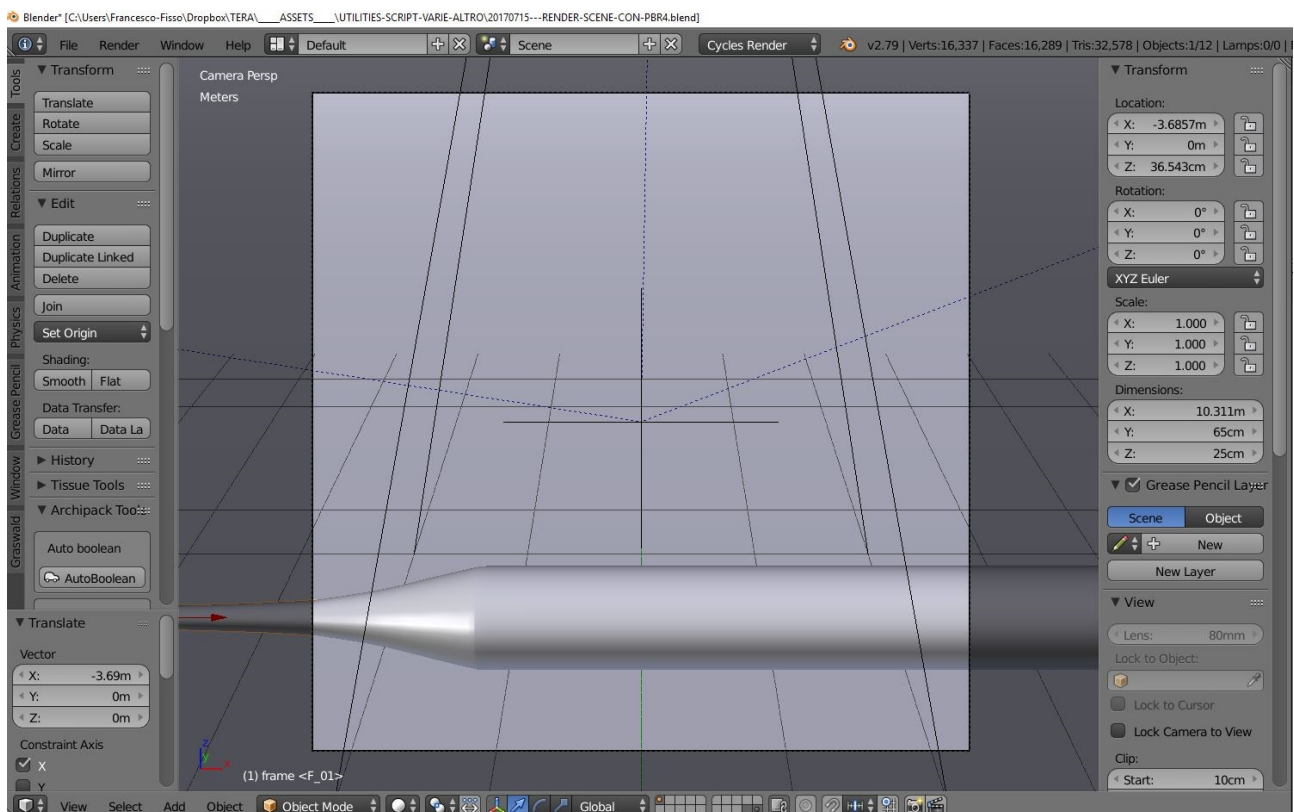 Blender* [C:\Users\Francesco-Fisso\Dropbox\TERA\____ASSETS____\UTILITIES-SCRIPT-VARIE-ALTRO\20170715---RENDER-SCENE-CON-PBR4.blend]
File Render Window Help Default Scene Cycles Render v2.79 | Verts:16,337 | Faces:16,289 | Tris:32,578 | Objects:1/12 | Lamps:0/0 |
Tools
Create
Relations
Animation
Physics
Grease Pencil
Window
Graswald
Transform
Translate
Rotate
Scale
Mirror
Edit
Duplicate
Duplicate Linked
Delete
Join
Set Origin
Shading:
Smooth Flat
Data Transfer:
Data Data La
History
Tissue Tools
Archipack Too
Auto boolean
AutoBoolean
Translate
Vector
X: -3.69m
Y: 0m
Z: 0m
Constraint Axis
X
Y
Camera Persp
Meters
z
y
x
(1) frame <F_01>
Transform
Location:
X: -3.6857m
Y: 0m
Z: 36.543cm
Rotation:
X: 0°
Y: 0°
Z: 0°
XYZ Euler
Scale:
X: 1.000
Y: 1.000
Z: 1.000
Dimensions:
X: 10.311m
Y: 65cm
Z: 25cm
Grease Pencil Layer
Scene Object
New
New Layer
View
Lens: 80mm
Lock to Object:
Lock to Cursor
Lock Camera to View
Clip:
Start: 10cm
View Select Add Object Object Mode Global